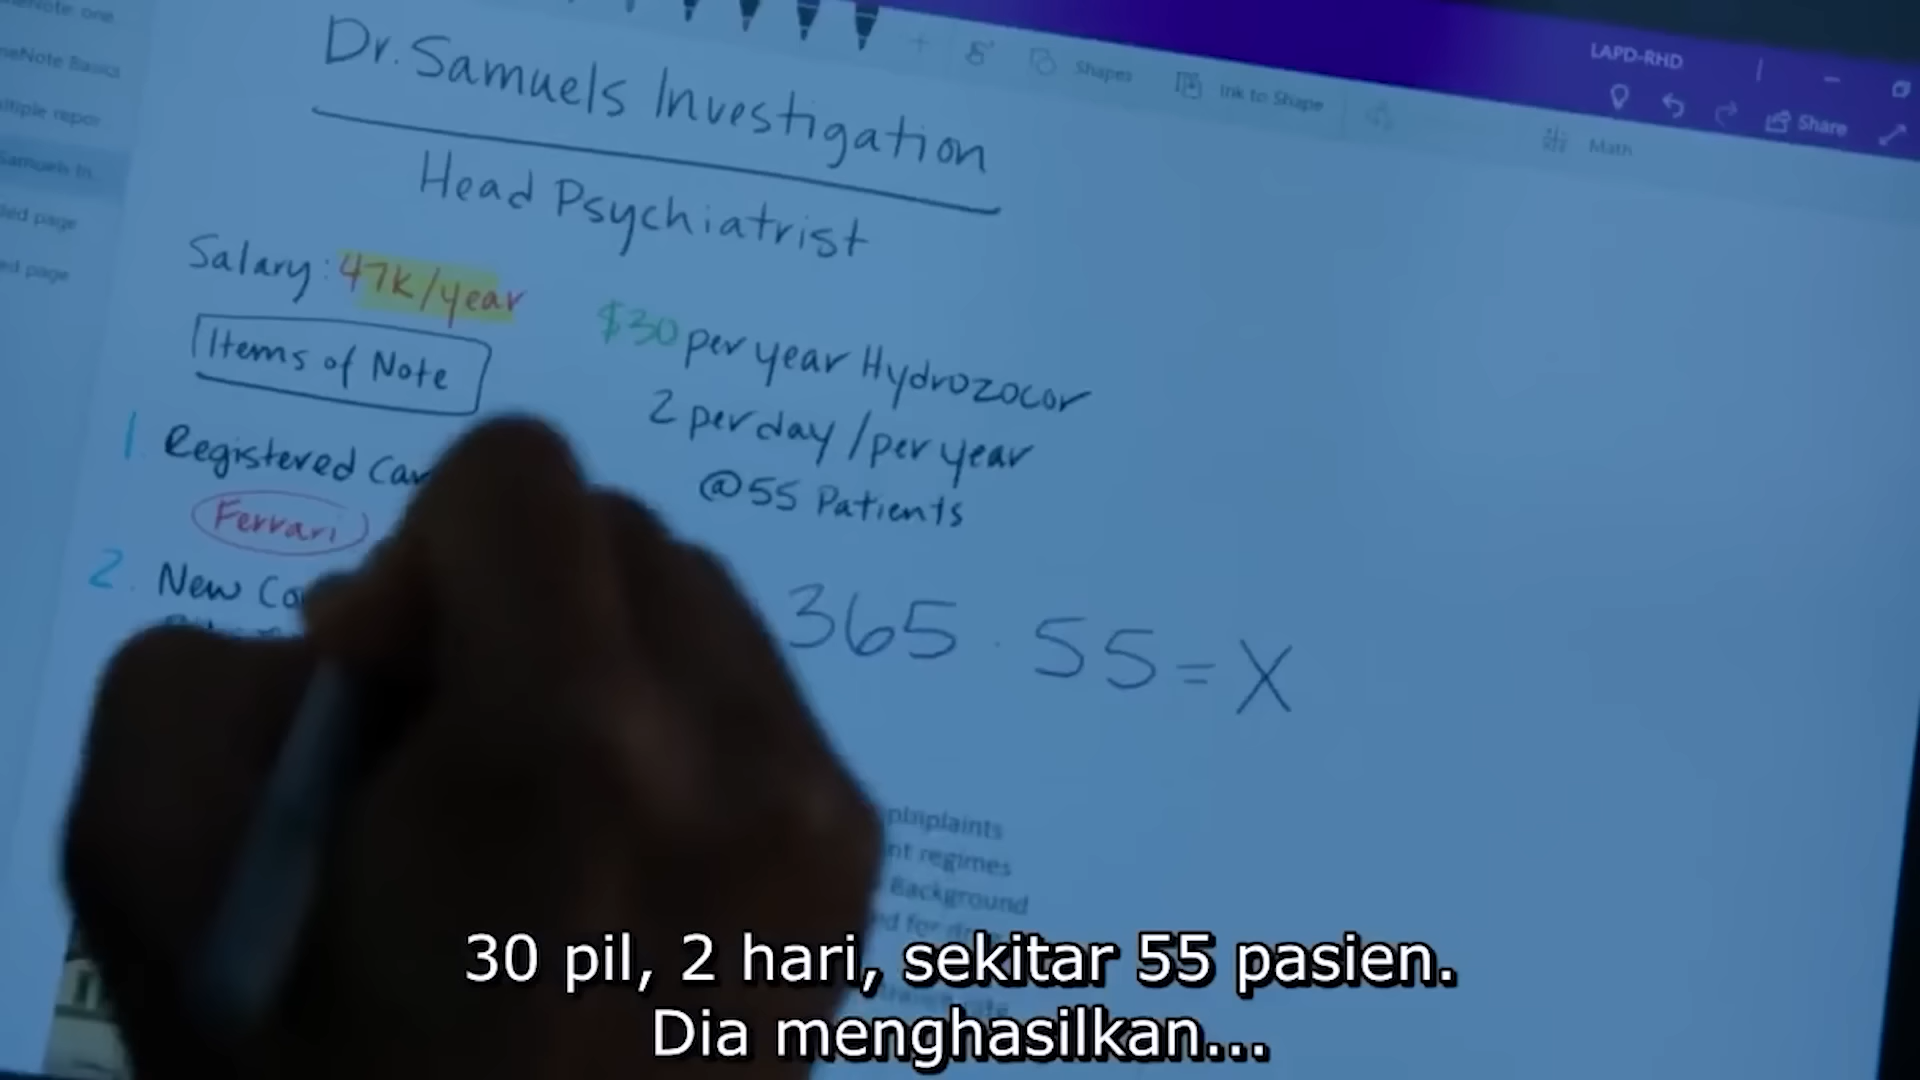 LAPD-RHD
Shapes
Ink to Shape
Math
Share
Dr. Samuels Investigation
Head Psychiatrist
Salary: 47k/year
Items of Note
$30 per year Hydrozocor
2 per day / per year
@55 Patients
1. Registered Car
Ferrari
2. New
365 · 55 = X
regimes
Background
30 pil, 2 hari, sekitar 55 pasien.
Dia menghasilkan...